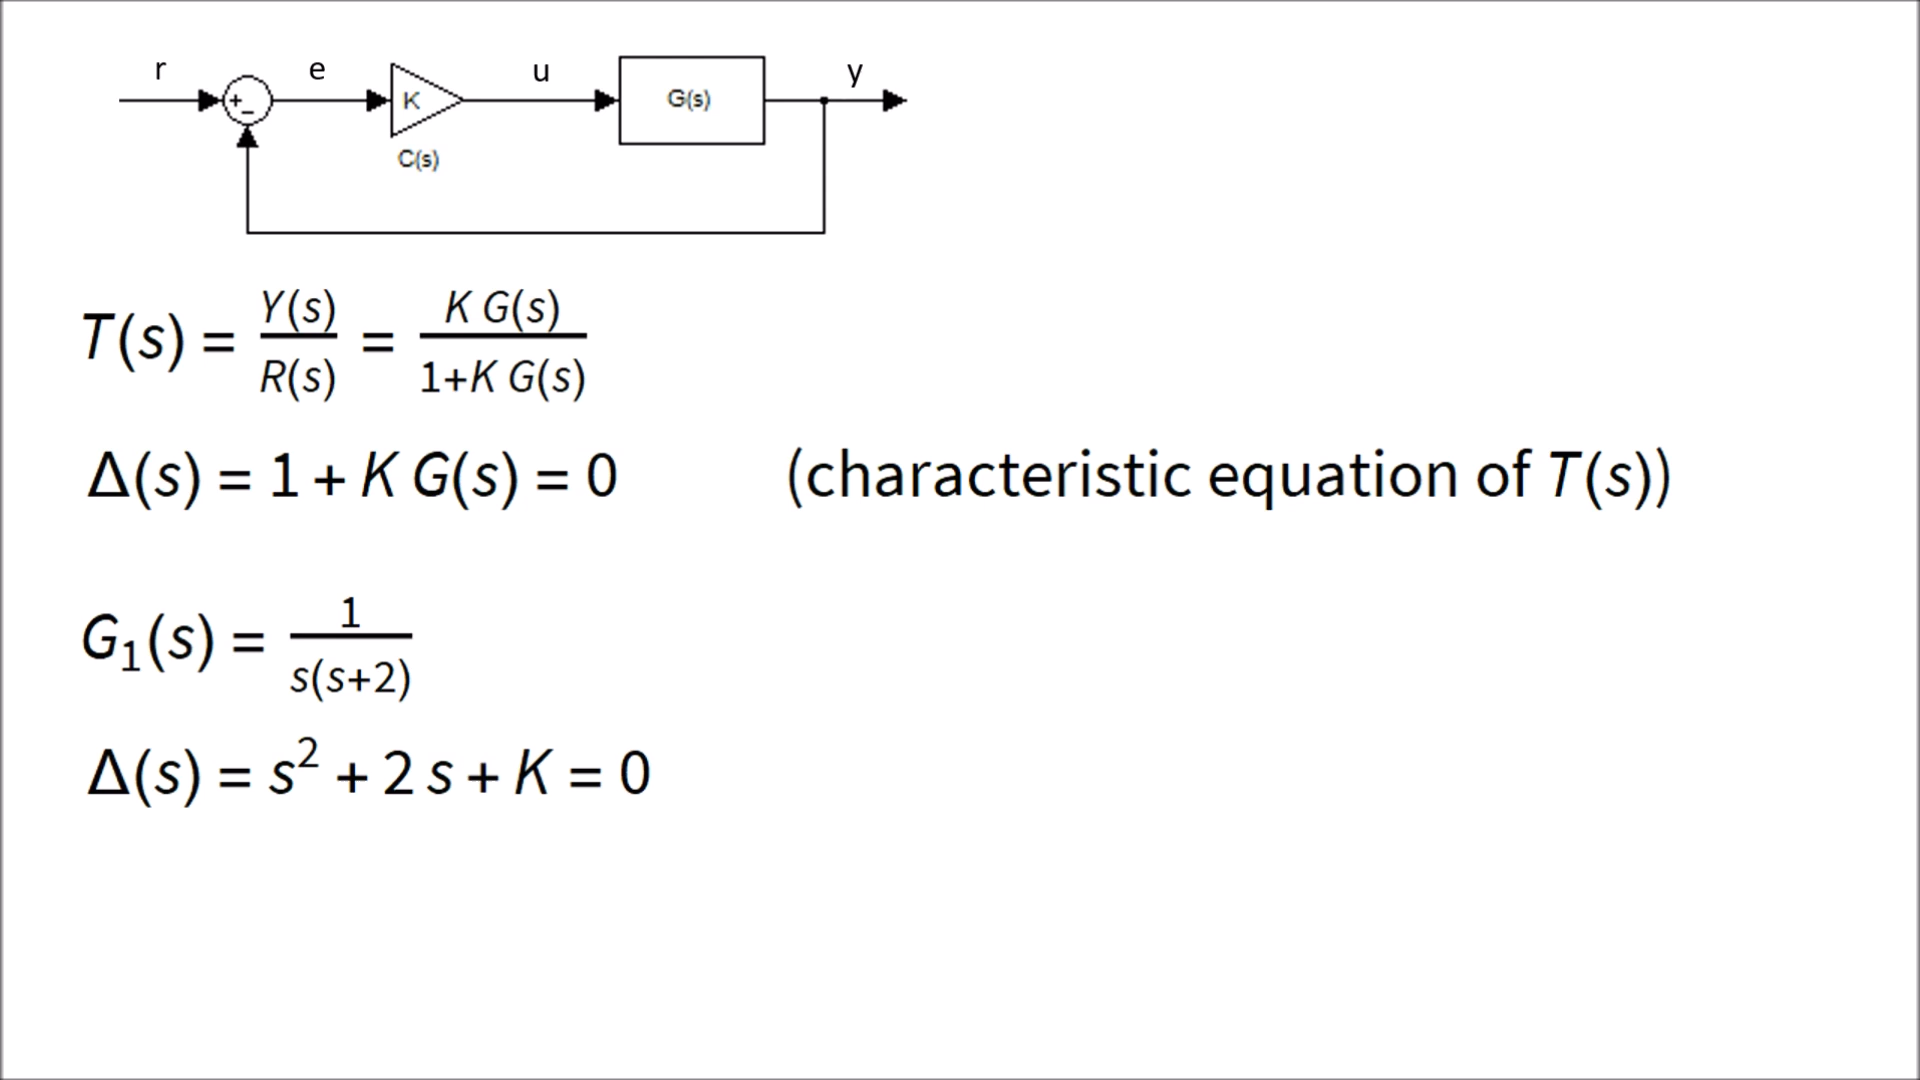 r e u y
+ − K G(s)
C(s)
T(s) = Y(s)/R(s) = K G(s)/1+K G(s)
Δ(s) = 1 + K G(s) = 0 (characteristic equation of T(s))
G₁(s) = 1/s(s+2)
Δ(s) = s² + 2 s + K = 0